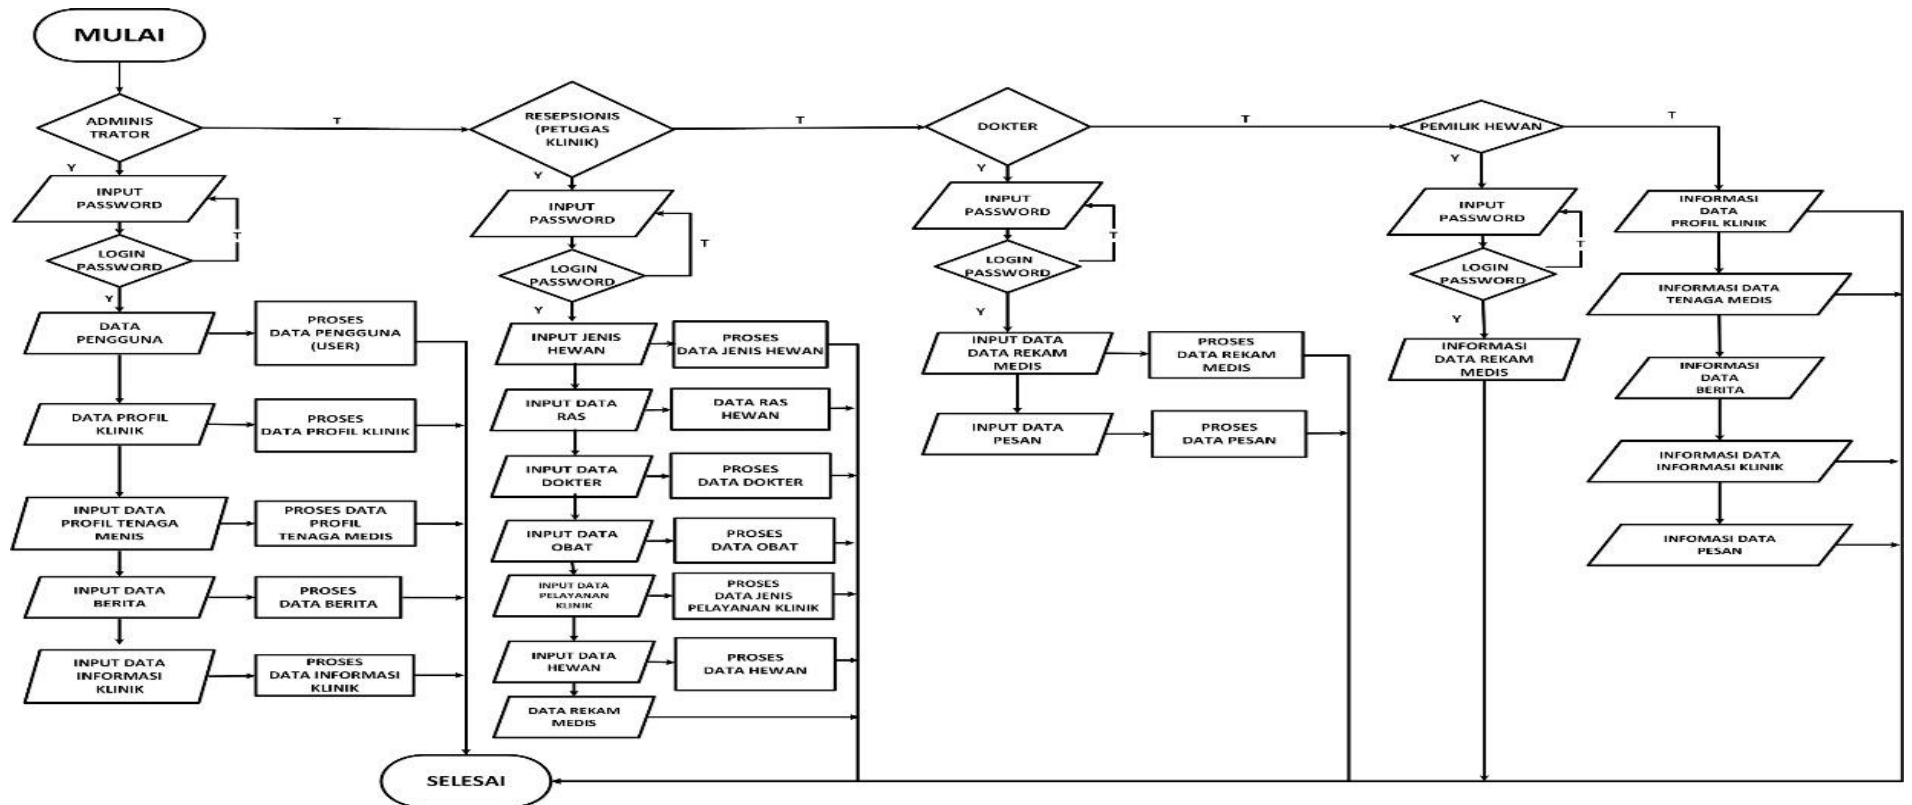 MULAI
ADMINIS
TRATOR
T
RESEPSIONIS
(PETUGAS
KLINIK)
T
DOKTER
T
PEMILIK HEWAN
T
Y
INPUT
PASSWORD
T
LOGIN
PASSWORD
Y
DATA
PENGGUNA
PROSES
DATA PENGGUNA
(USER)
DATA PROFIL
KLINIK
PROSES
DATA PROFIL KLINIK
INPUT DATA
PROFIL TENAGA
MENIS
PROSES DATA
PROFIL
TENAGA MEDIS
INPUT DATA
BERITA
PROSES
DATA BERITA
INPUT DATA
INFORMASI
KLINIK
PROSES
DATA INFORMASI
KLINIK
Y
INPUT
PASSWORD
T
LOGIN
PASSWORD
Y
INPUT JENIS
HEWAN
PROSES
DATA JENIS HEWAN
INPUT DATA
RAS
DATA RAS
HEWAN
INPUT DATA
DOKTER
PROSES
DATA DOKTER
INPUT DATA
OBAT
PROSES
DATA OBAT
INPUT DATA
PELAYANAN
KLINIK
PROSES
DATA JENIS
PELAYANAN KLINIK
INPUT DATA
HEWAN
PROSES
DATA HEWAN
DATA REKAM
MEDIS
Y
INPUT
PASSWORD
T
LOGIN
PASSWORD
Y
INPUT DATA
DATA REKAM
MEDIS
PROSES
DATA REKAM
MEDIS
INPUT DATA
PESAN
PROSES
DATA PESAN
Y
INPUT
PASSWORD
T
LOGIN
PASSWORD
Y
INFORMASI
DATA REKAM
MEDIS
INFORMASI
DATA
PROFIL KLINIK
INFORMASI DATA
TENAGA MEDIS
INFORMASI
DATA
BERITA
INFORMASI DATA
INFORMASI KLINIK
INFOMASI DATA
PESAN
SELESAI